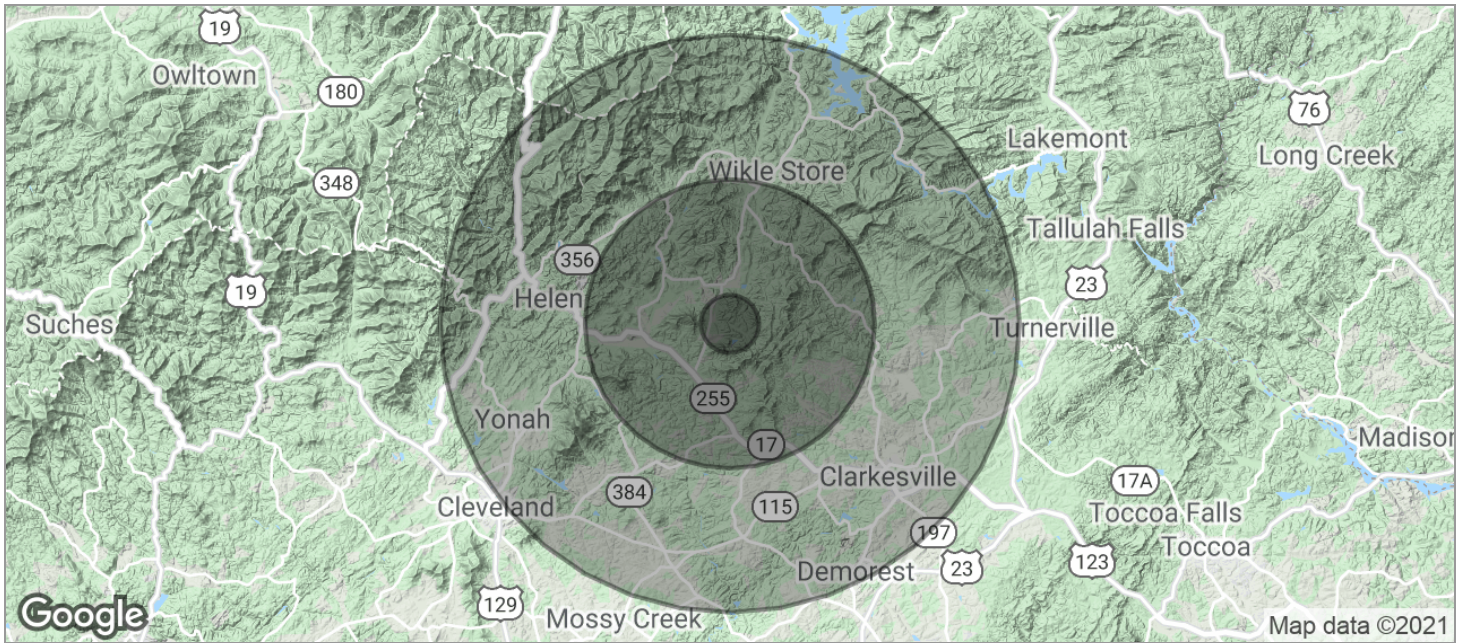 19
Owltown
180
76
Lakemont
Long Creek
Wikle Store
348
Tallulah Falls
356
23
19
Helen
Suches
Turnerville
255
Yonah
17
Madison
Clarkesville
17A
384
Cleveland
115
Toccoa Falls
197
Toccoa
123
Demorest
23
129
Mossy Creek
Google
Map data ©2021